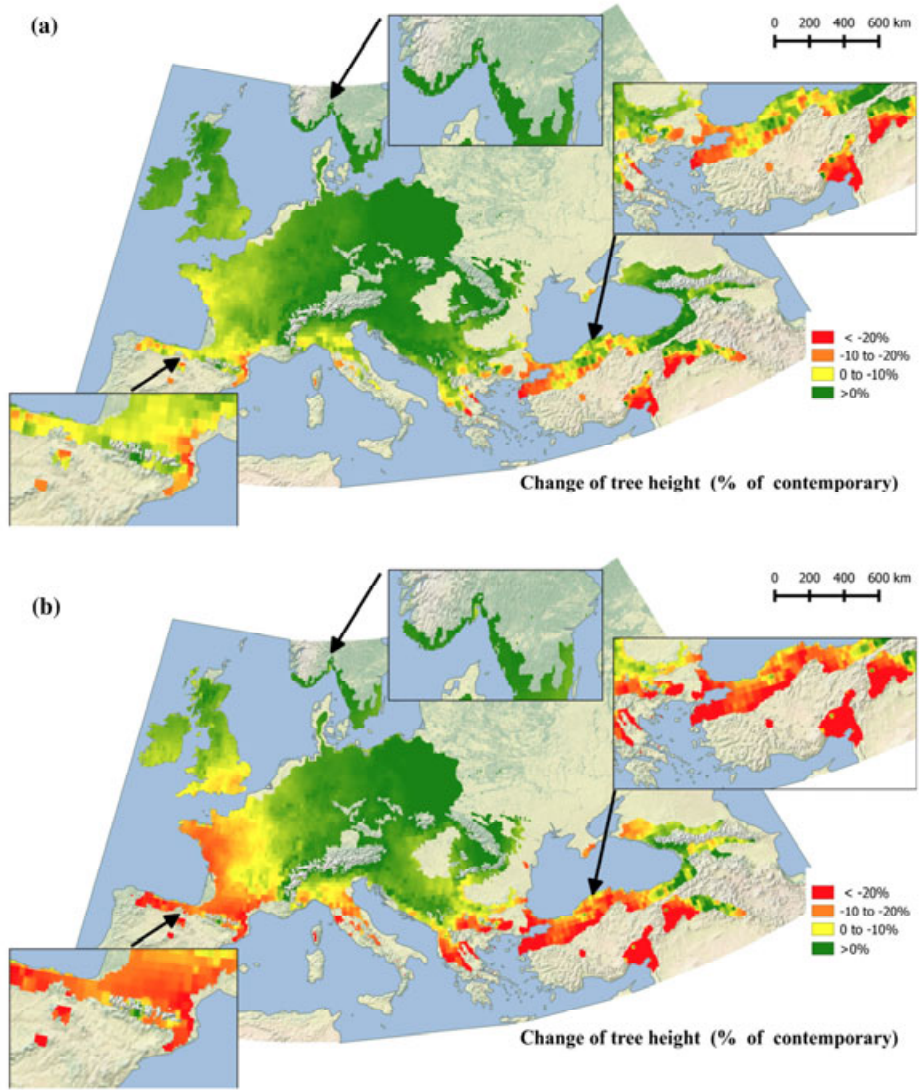 (a)
0 200 400 600 km
< -20%
-10 to -20%
0 to -10%
>0%
Change of tree height (% of contemporary)
(b)
0 200 400 600 km
< -20%
-10 to -20%
0 to -10%
>0%
Change of tree height (% of contemporary)